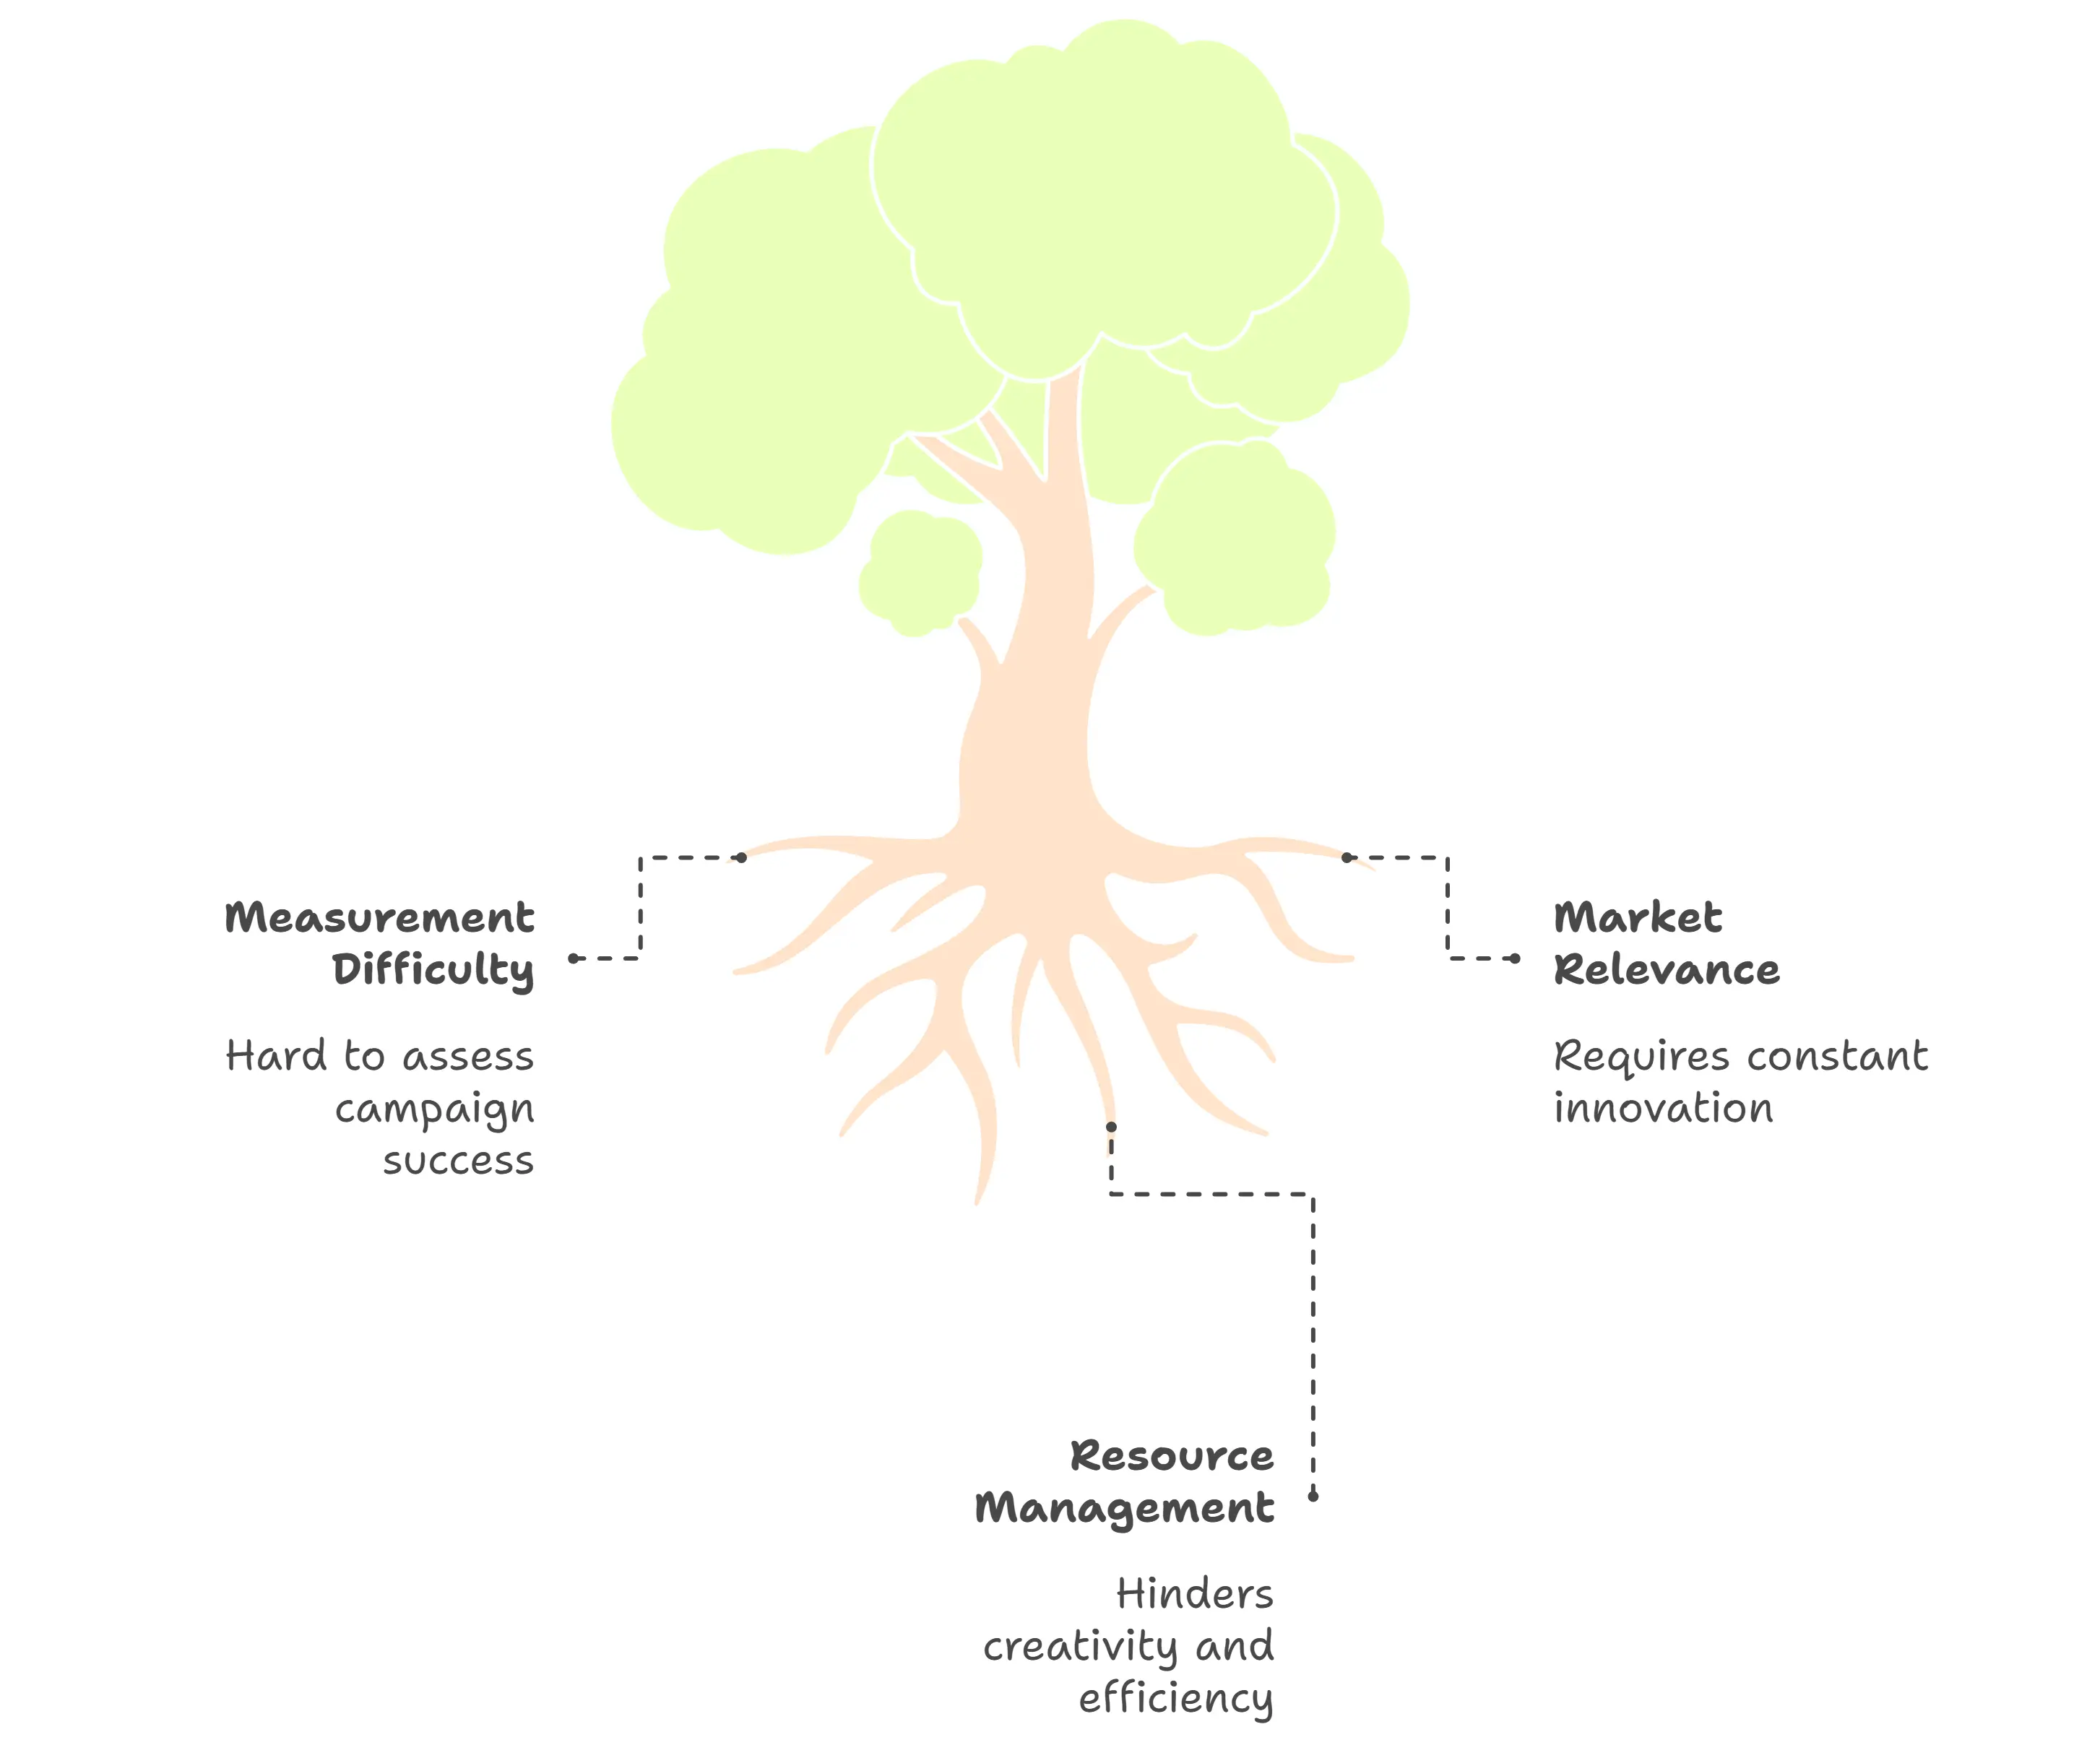 Measurement
Difficulty
Hard to assess
campaign
success
Market
Relevance
Requires constant
innovation
Resource
Management
Hinders
creativity and
efficiency